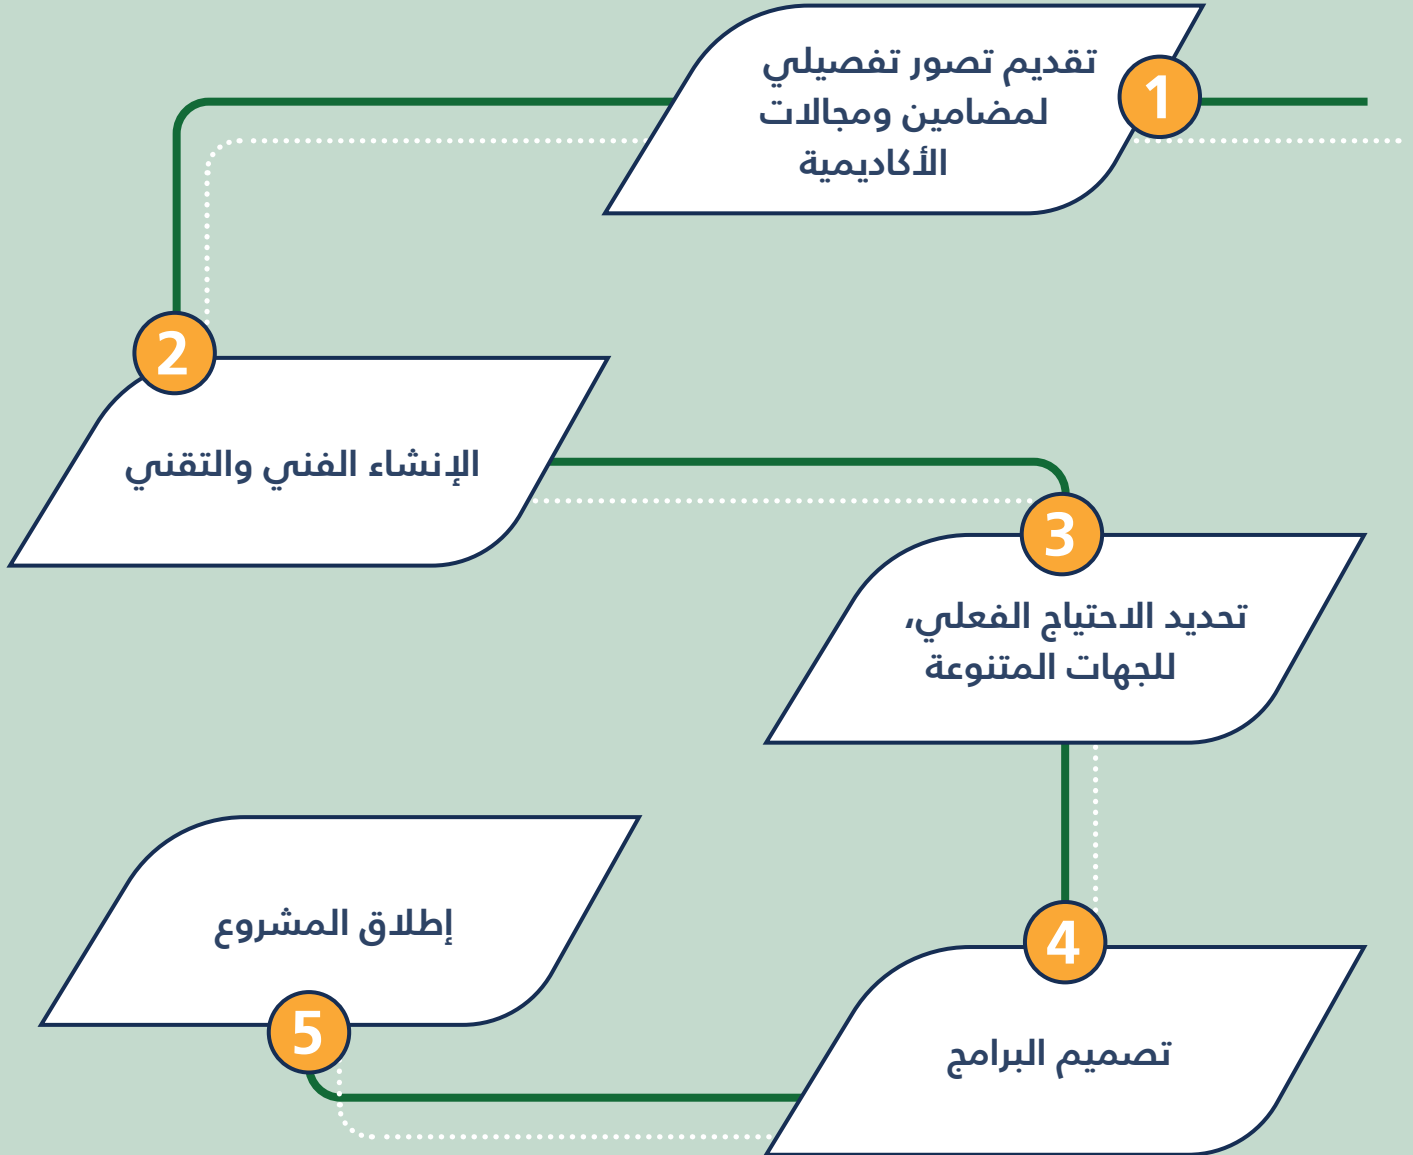 1
تقديم تصور تفصيلي
لمضامين ومجالات
الأكاديمية
2
الإنشاء الفني والتقني
3
تحديد الاحتياج الفعلي،
للجهات المتنوعة
4
تصميم البرامج
5
إطلاق المشروع